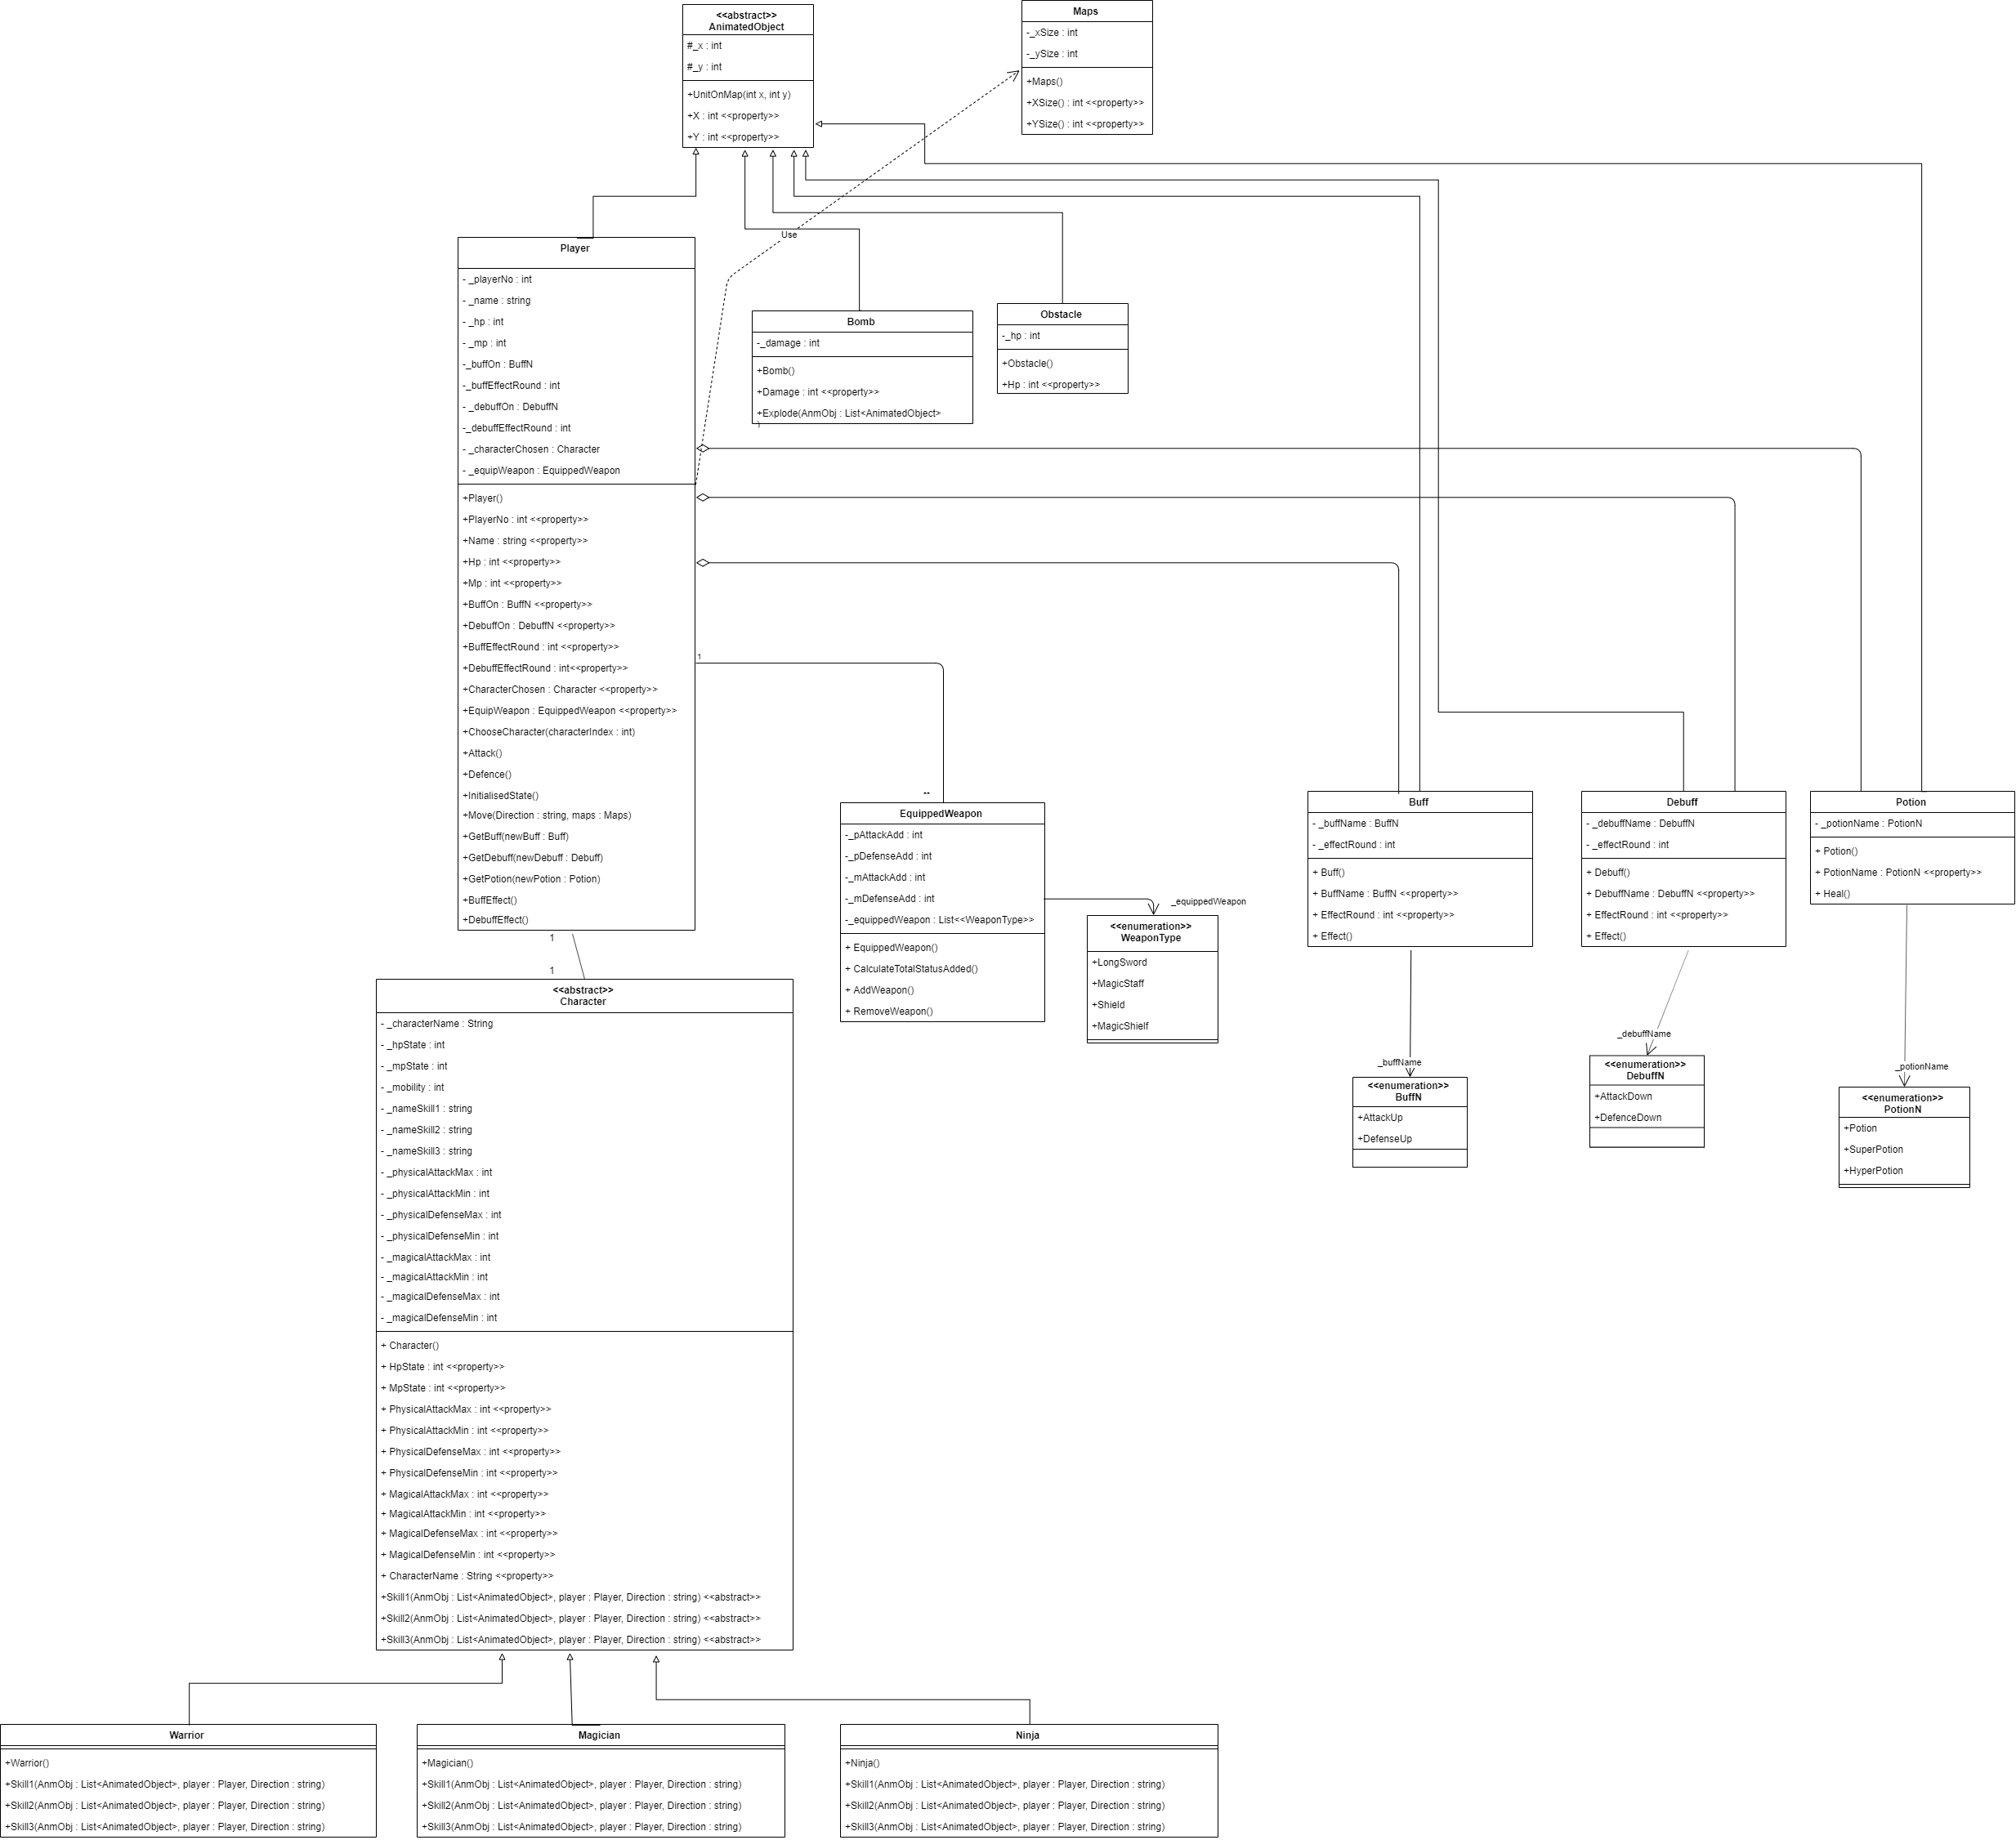 <<abstract>>
AnimatedObject
#_x : int
#_y : int
+UnitOnMap(int x, int y)
+X : int <<property>>
+Y : int <<property>>
Maps
-_xSize : int
-_ySize : int
+Maps()
+XSize() : int <<property>>
+YSize() : int <<property>>
Use
Player
- _playerNo : int
- _name : string
- _hp : int
- _mp : int
-_buffOn : BuffN
-_buffEffectRound : int
- _debuffOn : DebuffN
-_debuffEffectRound : int
- _characterChosen : Character
- _equipWeapon : EquippedWeapon
+Player()
+PlayerNo : int <<property>>
+Name : string <<property>>
+Hp : int <<property>>
+Mp : int <<property>>
+BuffOn : BuffN <<property>>
+DebuffOn : DebuffN <<property>>
+BuffEffectRound : int <<property>>
+DebuffEffectRound : int<<property>>
+CharacterChosen : Character <<property>>
+EquipWeapon : EquippedWeapon <<property>>
+ChooseCharacter(characterIndex : int)
+Attack()
+Defence()
+InitialisedState()
+Move(Direction : string, maps : Maps)
+GetBuff(newBuff : Buff)
+GetDebuff(newDebuff : Debuff)
+GetPotion(newPotion : Potion)
+BuffEffect()
+DebuffEffect()
Bomb
-_damage : int
+Bomb()
+Damage : int <<property>>
+Explode(AnmObj : List<AnimatedObject>
)
Obstacle
-_hp : int
+Obstacle()
+Hp : int <<property>>
1
**
EquippedWeapon
-_pAttackAdd : int
-_pDefenseAdd : int
-_mAttackAdd : int
-_mDefenseAdd : int
-_equippedWeapon : List<<WeaponType>>
+ EquippedWeapon()
+ CalculateTotalStatusAdded()
+ AddWeapon()
+ RemoveWeapon()
_equippedWeapon
<<enumeration>>
WeaponType
+LongSword
+MagicStaff
+Shield
+MagicShielf
Buff
- _buffName : BuffN
- _effectRound : int
+ Buff()
+ BuffName : BuffN <<property>>
+ EffectRound : int <<property>>
+ Effect()
_buffName
<<enumeration>>
BuffN
+AttackUp
+DefenseUp
Debuff
- _debuffName : DebuffN
- _effectRound : int
+ Debuff()
+ DebuffName : DebuffN <<property>>
+ EffectRound : int <<property>>
+ Effect()
_debuffName
<<enumeration>>
DebuffN
+AttackDown
+DefenceDown
Potion
- _potionName : PotionN
+ Potion()
+ PotionName : PotionN <<property>>
+ Heal()
_potionName
<<enumeration>>
PotionN
+Potion
+SuperPotion
+HyperPotion
1
1
<<abstract>>
Character
- _characterName : String
- _hpState : int
- _mpState : int
- _mobility : int
- _nameSkill1 : string
- _nameSkill2 : string
- _nameSkill3 : string
- _physicalAttackMax : int
- _physicalAttackMin : int
- _physicalDefenseMax : int
- _physicalDefenseMin : int
- _magicalAttackMax : int
- _magicalAttackMin : int
- _magicalDefenseMax : int
- _magicalDefenseMin : int
+ Character()
+ HpState : int <<property>>
+ MpState : int <<property>>
+ PhysicalAttackMax : int <<property>>
+ PhysicalAttackMin : int <<property>>
+ PhysicalDefenseMax : int <<property>>
+ PhysicalDefenseMin : int <<property>>
+ MagicalAttackMax : int <<property>>
+ MagicalAttackMin : int <<property>>
+ MagicalDefenseMax : int <<property>>
+ MagicalDefenseMin : int <<property>>
+ CharacterName : String <<property>>
+Skill1(AnmObj : List<AnimatedObject>, player : Player, Direction : string) <<abstract>>
+Skill2(AnmObj : List<AnimatedObject>, player : Player, Direction : string) <<abstract>>
+Skill3(AnmObj : List<AnimatedObject>, player : Player, Direction : string) <<abstract>>
Warrior
+Warrior()
+Skill1(AnmObj : List<AnimatedObject>, player : Player, Direction : string)
+Skill2(AnmObj : List<AnimatedObject>, player : Player, Direction : string)
+Skill3(AnmObj : List<AnimatedObject>, player : Player, Direction : string)
Magician
+Magician()
+Skill1(AnmObj : List<AnimatedObject>, player : Player, Direction : string)
+Skill2(AnmObj : List<AnimatedObject>, player : Player, Direction : string)
+Skill3(AnmObj : List<AnimatedObject>, player : Player, Direction : string)
Ninja
+Ninja()
+Skill1(AnmObj : List<AnimatedObject>, player : Player, Direction : string)
+Skill2(AnmObj : List<AnimatedObject>, player : Player, Direction : string)
+Skill3(AnmObj : List<AnimatedObject>, player : Player, Direction : string)